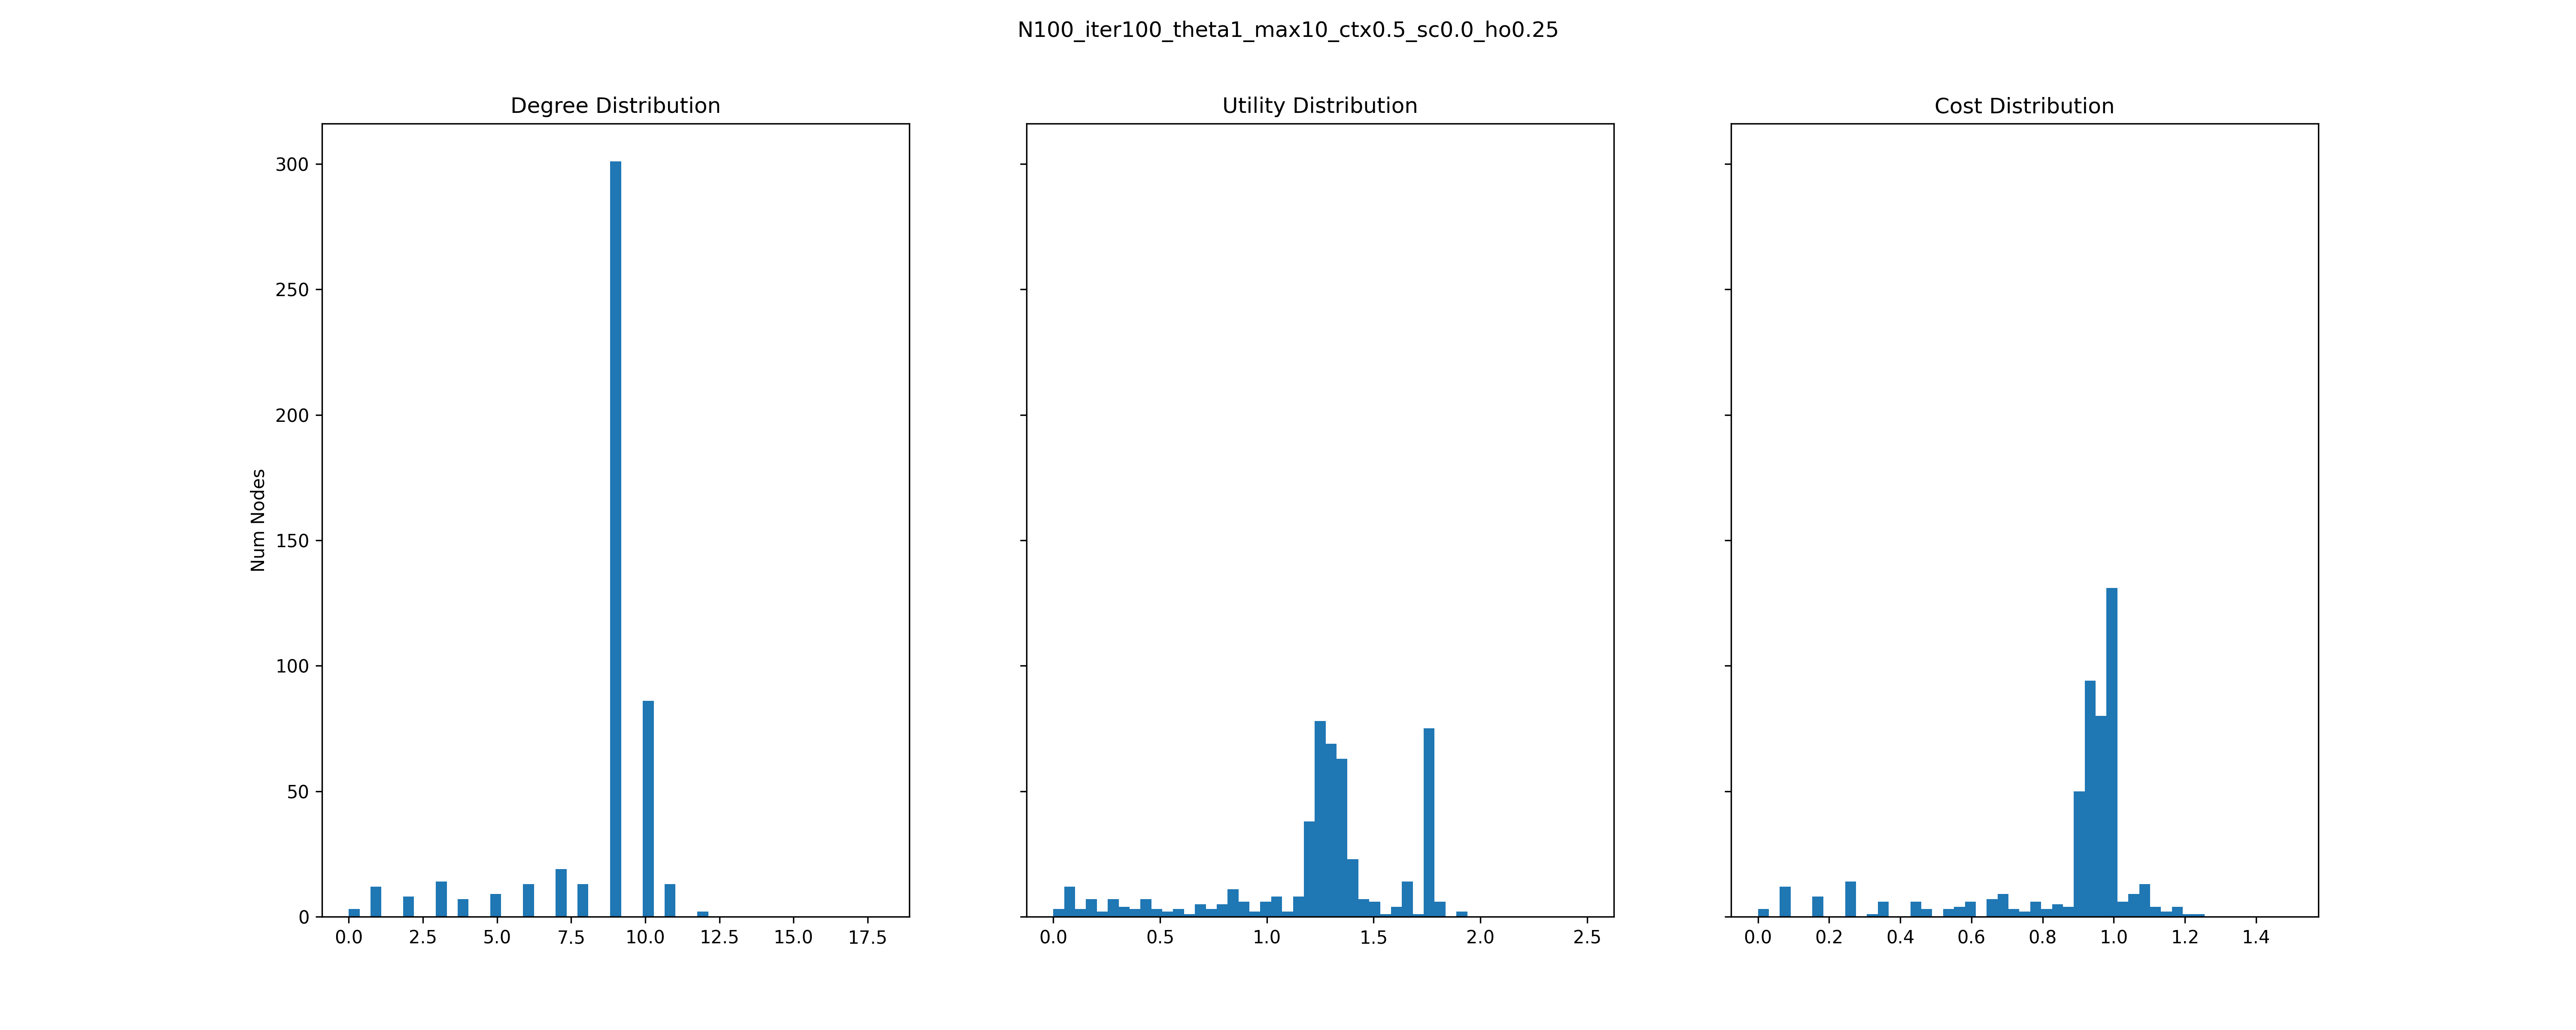 N100_iter100_theta1_max10_ctx0.5_sc0.0_ho0.25
Degree Distribution
Utility Distribution
Cost Distribution
Num Nodes
300
250
200
150
100
50
0
0.0 2.5 5.0 7.5 10.0 12.5 15.0 17.5
0.0 0.5 1.0 1.5 2.0 2.5
0.0 0.2 0.4 0.6 0.8 1.0 1.2 1.4